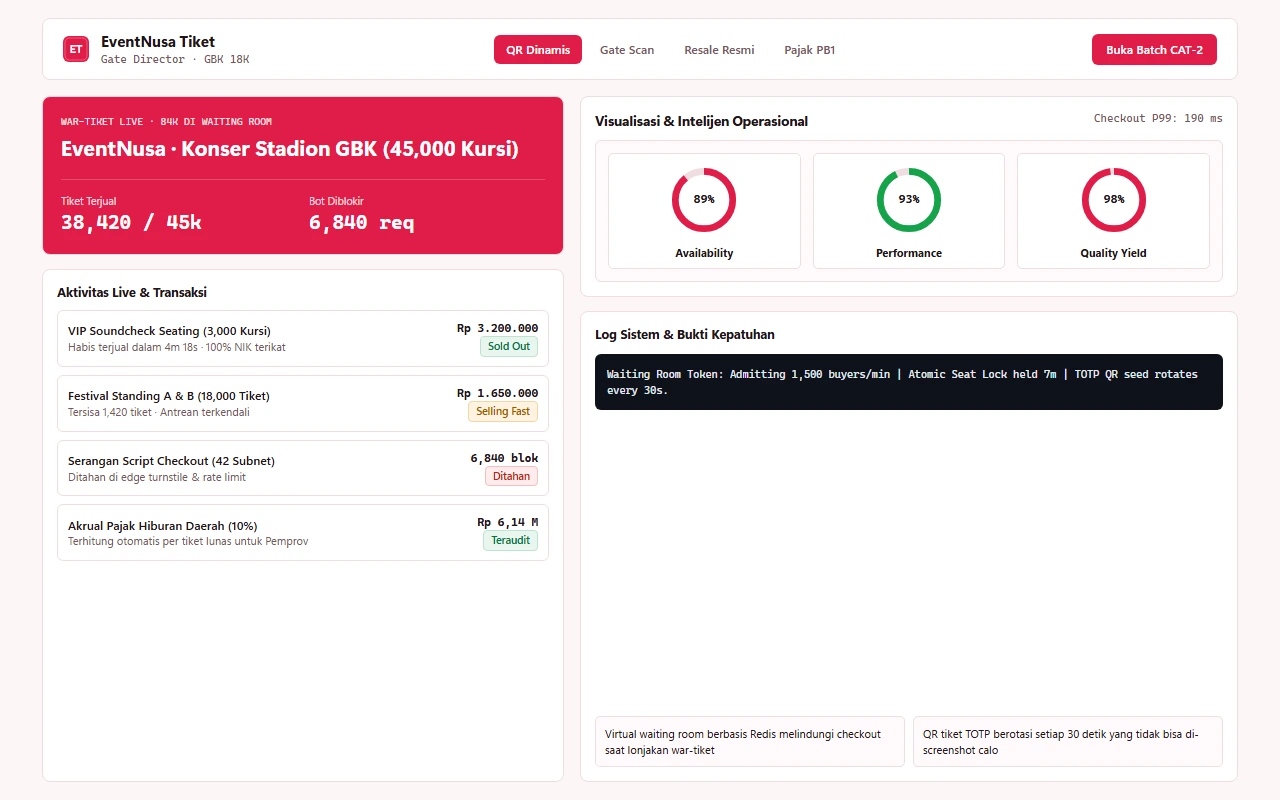 ET
EventNusa Tiket
Gate Director · GBK 18K
QR Dinamis
Gate Scan
Resale Resmi
Pajak PB1
Buka Batch CAT-2
WAR-TIKET LIVE · 84K DI WAITING ROOM
EventNusa · Konser Stadion GBK (45,000 Kursi)
Tiket Terjual
38,420 / 45k
Bot Diblokir
6,840 req
Aktivitas Live & Transaksi
VIP Soundcheck Seating (3,000 Kursi)
Habis terjual dalam 4m 18s · 100% NIK terikat
Rp 3.200.000
Sold Out
Festival Standing A & B (18,000 Tiket)
Tersisa 1,420 tiket · Antrean terkendali
Rp 1.650.000
Selling Fast
Serangan Script Checkout (42 Subnet)
Ditahan di edge turnstile & rate limit
6,840 blok
Ditahan
Akrual Pajak Hiburan Daerah (10%)
Terhitung otomatis per tiket lunas untuk Pemprov
Rp 6,14 M
Teraudit
Visualisasi & Intelijen Operasional
Checkout P99: 190 ms
89%
Availability
93%
Performance
98%
Quality Yield
Log Sistem & Bukti Kepatuhan
Waiting Room Token: Admitting 1,500 buyers/min | Atomic Seat Lock held 7m | TOTP QR seed rotates
every 30s.
Virtual waiting room berbasis Redis melindungi checkout
saat lonjakan war-tiket
QR tiket TOTP berotasi setiap 30 detik yang tidak bisa di-
screenshot calo